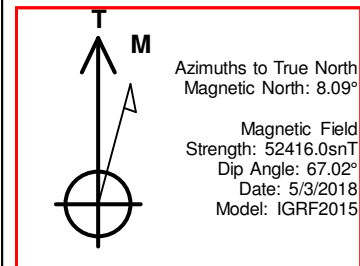 T
M
Azimuths to True North
Magnetic North: 8.09°
Magnetic Field
Strength: 52416.0snT
Dip Angle: 67.02°
Date: 5/3/2018
Model: IGRF2015